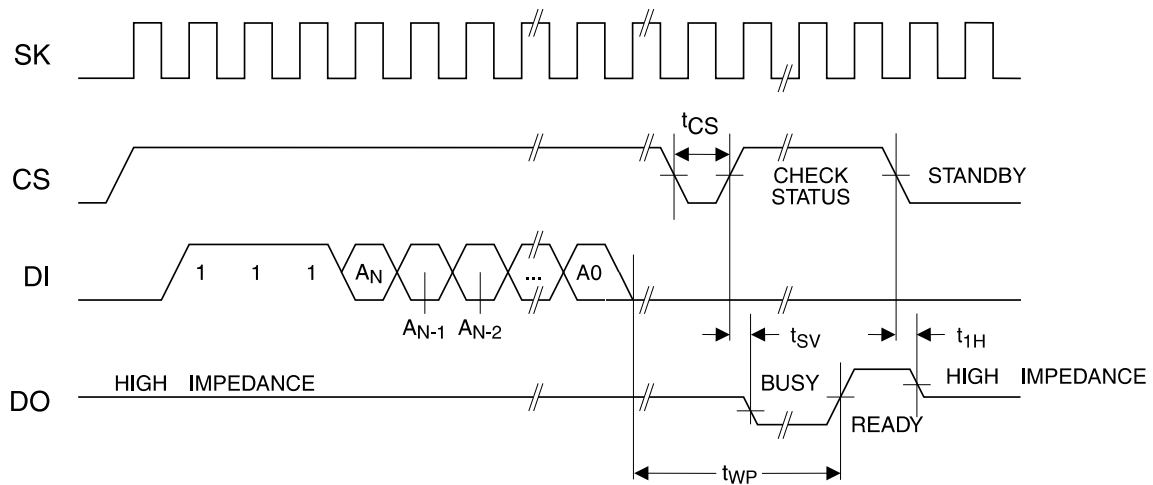 SK
CS
tCS
CHECK
STATUS
STANDBY
DI
1 1 1 AN ... A0
AN-1 AN-2
tSV
t1H
DO
HIGH IMPEDANCE
BUSY
READY
HIGH IMPEDANCE
tWP